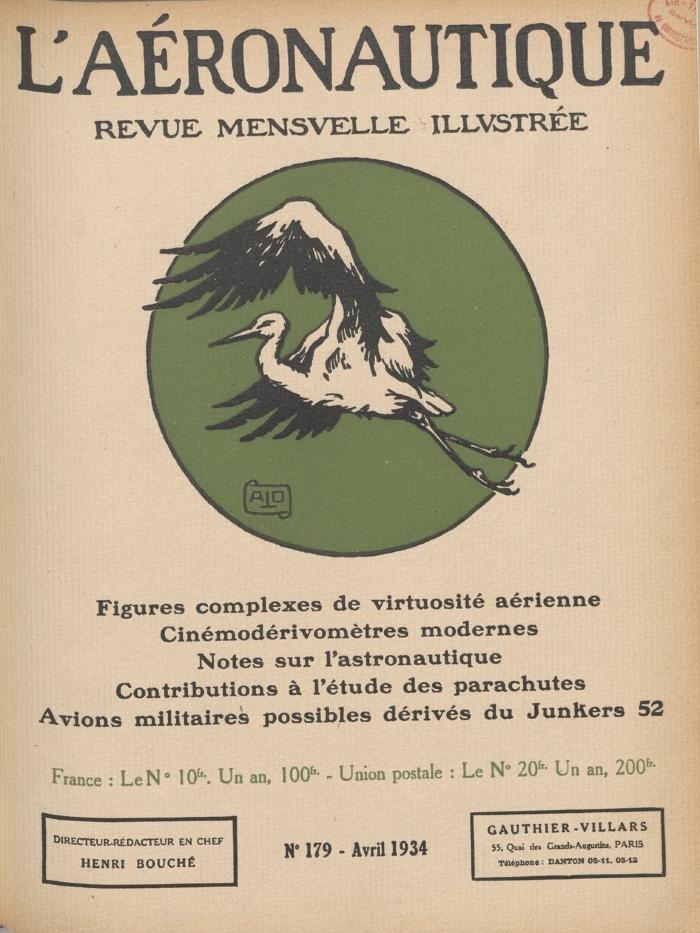 L'AÉRONAUTIQUE
REVUE MENSVELLE ILLVSTRÉE
ALO
Figures complexes de virtuosité aérienne
Cinémodérivomètres modernes
Notes sur l'astronautique
Contributions à l'étude des parachutes
Avions militaires possibles dérivés du Junkers 52
France : Le Nº 10fr. Un an, 100fr. - Union postale : Le Nº 20fr. Un an, 200fr.
DIRECTEUR-RÉDACTEUR EN CHEF
HENRI BOUCHÉ
Nº 179 - Avril 1934
GAUTHIER-VILLARS
55, Quai des Grands-Augustins, PARIS
Téléphone : DANTON 05-11, 05-12